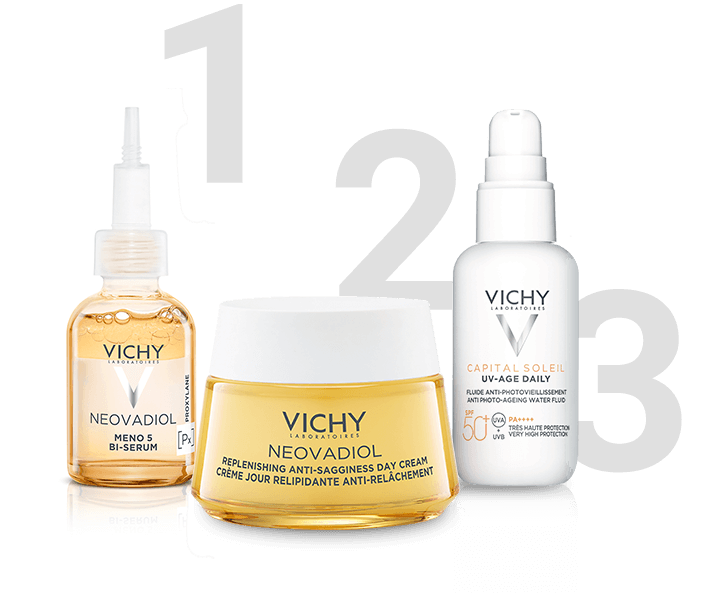 1
2
3
VICHY
LABORATOIRES
NEOVADIOL
MENO 5
BI-SERUM
PROXYLANE
[Px]
VICHY
LABORATOIRES
NEOVADIOL
REPLENISHING ANTI-SAGGINESS DAY CREAM
CRÈME JOUR RELIPIDANTE ANTI-RELÂCHEMENT
VICHY
LABORATOIRES
CAPITAL SOLEIL
UV-AGE DAILY
FLUIDE ANTI-PHOTOVIEILLISSEMENT
ANTI PHOTO-AGEING WATER FLUID
SPF
50+
UVA
+
UVB
PA++++
TRÈS HAUTE PROTECTION
VERY HIGH PROTECTION